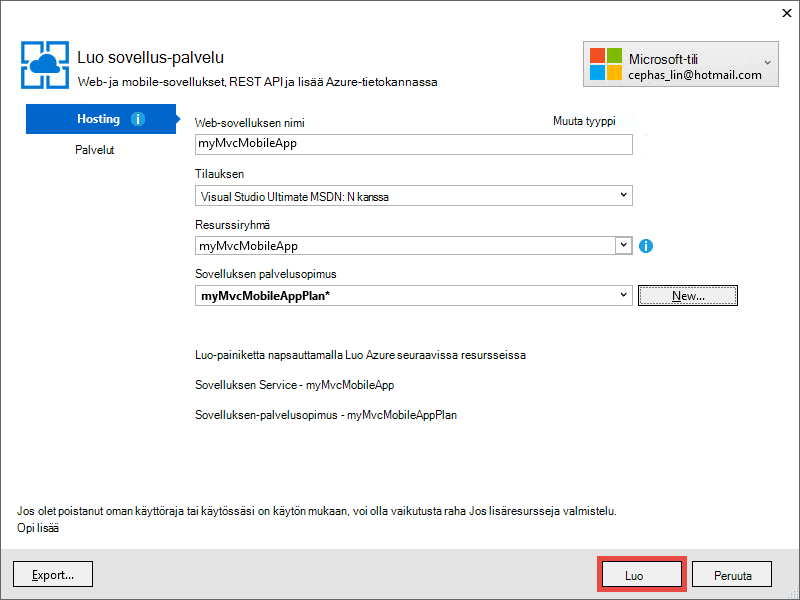 Luo sovellus-palvelu
Web- ja mobile-sovellukset, REST API ja lisää Azure-tietokannassa
Microsoft-tili
cephas_lin@hotmail.com
Hosting
Palvelut
Web-sovelluksen nimi
Muuta tyyppi
myMvcMobileApp
Tilauksen
Visual Studio Ultimate MSDN: N kanssa
Resurssiryhmä
myMvcMobileApp
Sovelluksen palvelusopimus
myMvcMobileAppPlan*
New...
Luo-painiketta napsauttamalla Luo Azure seuraavissa resursseissa
Sovelluksen Service - myMvcMobileApp
Sovelluksen-palvelusopimus - myMvcMobileAppPlan
Jos olet poistanut oman käyttöraja tai käytössäsi on käytön mukaan, voi olla vaikutusta raha Jos lisäresursseja valmistelu.
Opi lisää
Export...
Luo
Peruuta